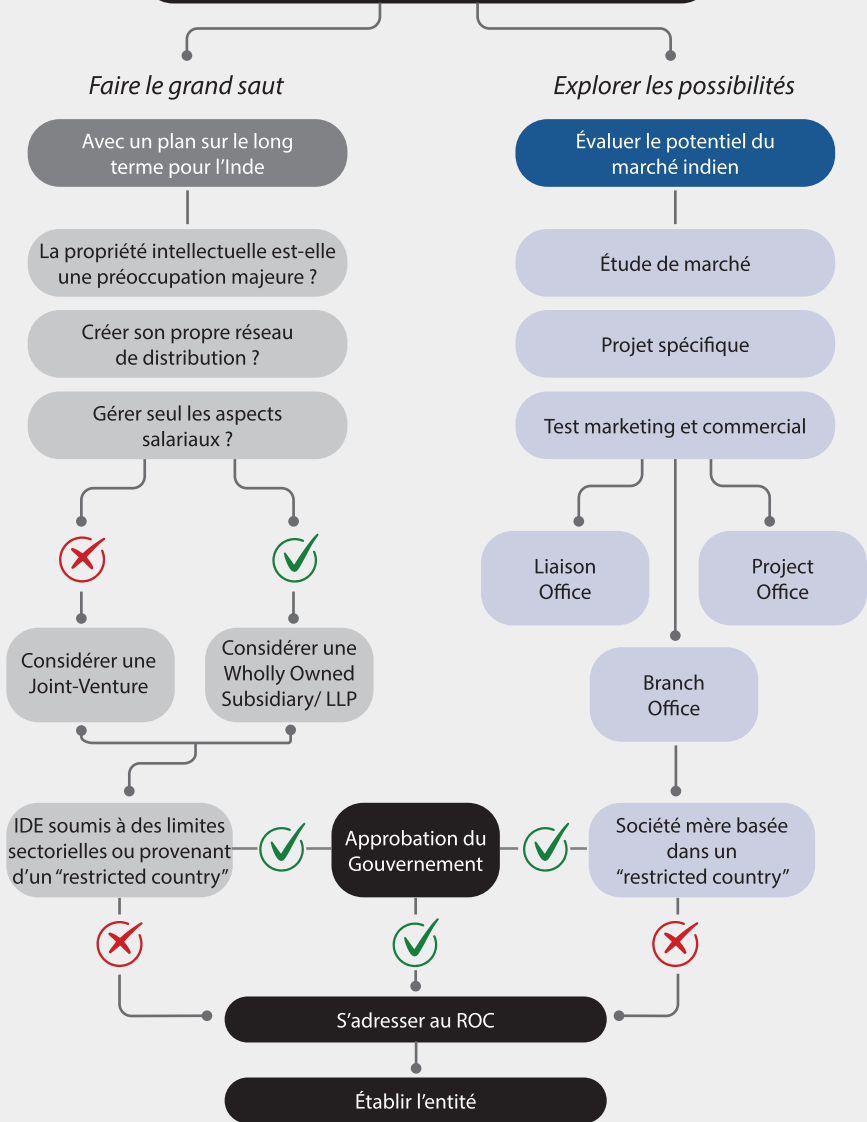 Faire le grand saut
Explorer les possibilités
Avec un plan sur le long
terme pour l’Inde
Évaluer le potentiel du
marché indien
La propriété intellectuelle est-elle
une préoccupation majeure ?
Étude de marché
Créer son propre réseau
de distribution ?
Projet spécifique
Gérer seul les aspects
salariaux ?
Test marketing et commercial
Liaison
Office
Project
Office
Considérer une
Joint-Venture
Considérer une
Wholly Owned
Subsidiary/ LLP
Branch
Office
IDE soumis à des limites
sectorielles ou provenant
d’un “restricted country”
Approbation du
Gouvernement
Société mère basée
dans un
“restricted country”
S’adresser au ROC
Établir l’entité